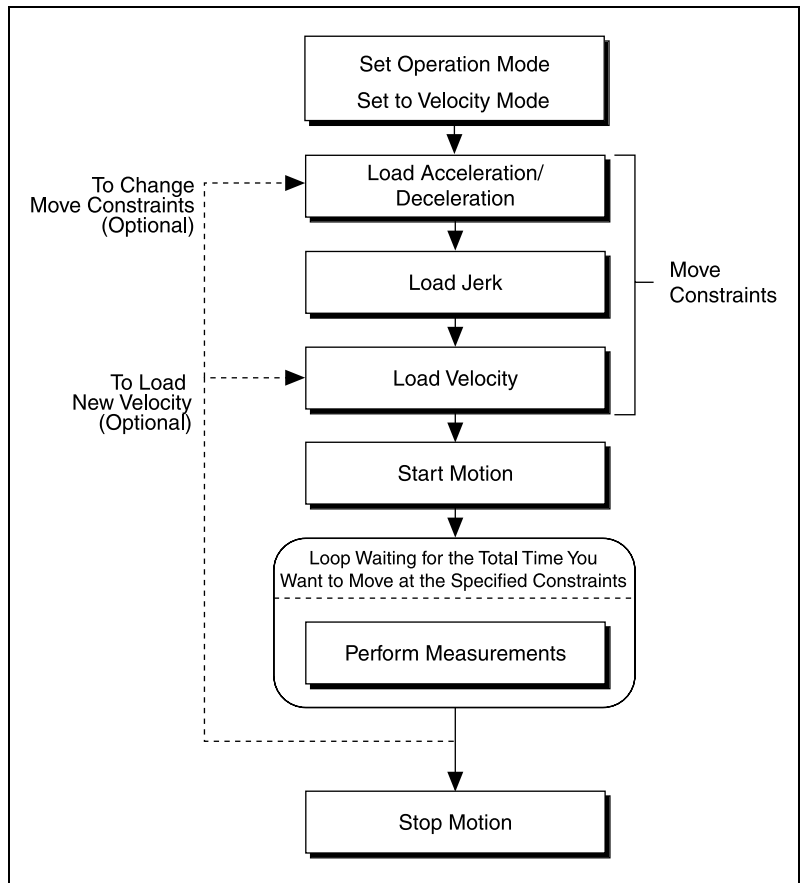 Set Operation Mode
Set to Velocity Mode
To Change
Move Constraints
(Optional)
Load Acceleration/
Deceleration
Load Jerk
Move
Constraints
To Load
New Velocity
(Optional)
Load Velocity
Start Motion
Loop Waiting for the Total Time You
Want to Move at the Specified Constraints
Perform Measurements
Stop Motion